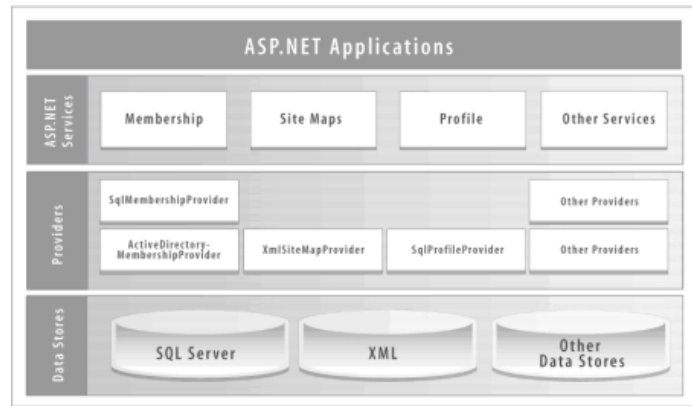 ASP.NET Applications
ASP.NET
Services
Membership
Site Maps
Profile
Other Services
Providers
SqlMembershipProvider
Other Providers
ActiveDirectory-
MembershipProvider
XmlSiteMapProvider
SqlProfileProvider
Other Providers
Data Stores
SQL Server
XML
Other
Data Stores